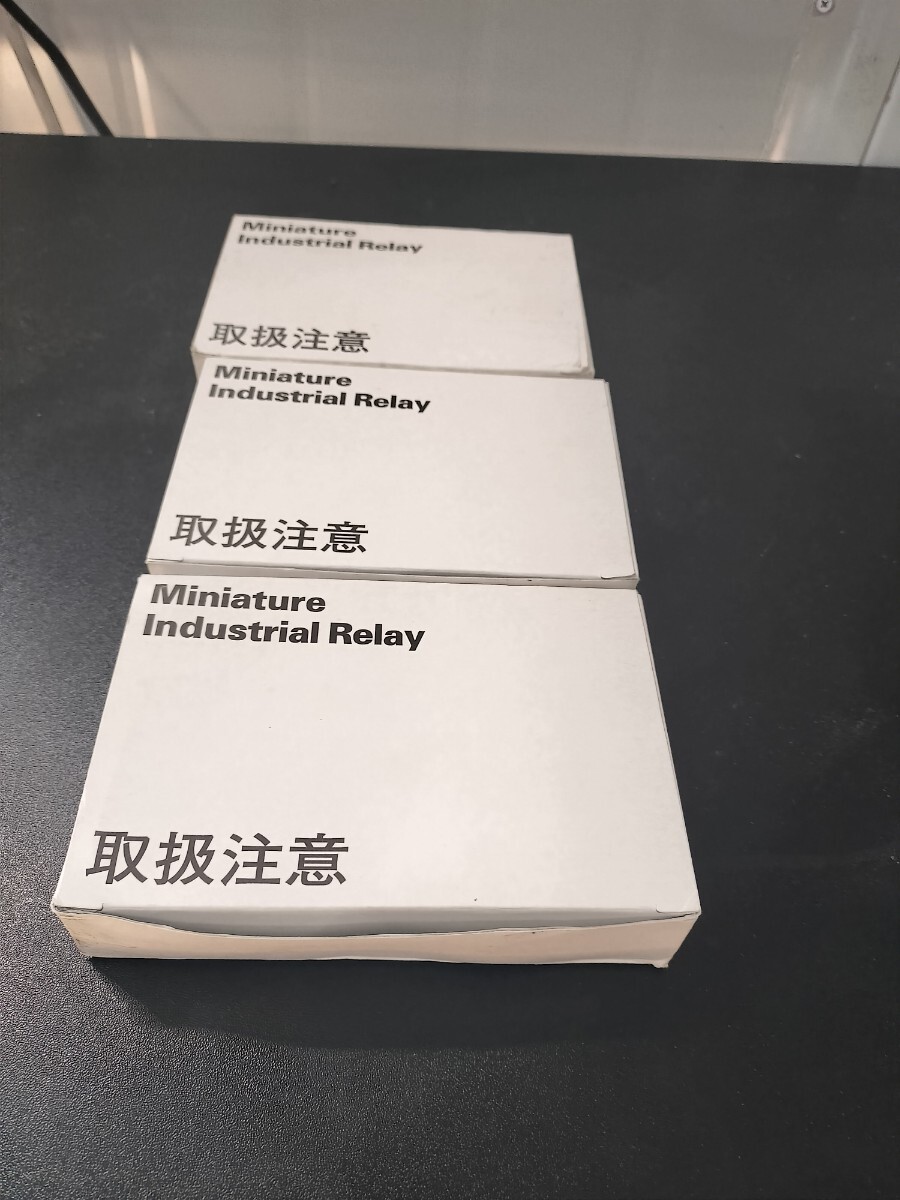 Miniature
Industrial Relay
取扱注意
Miniature
Industrial Relay
取扱注意
Miniature
Industrial Relay
取扱注意